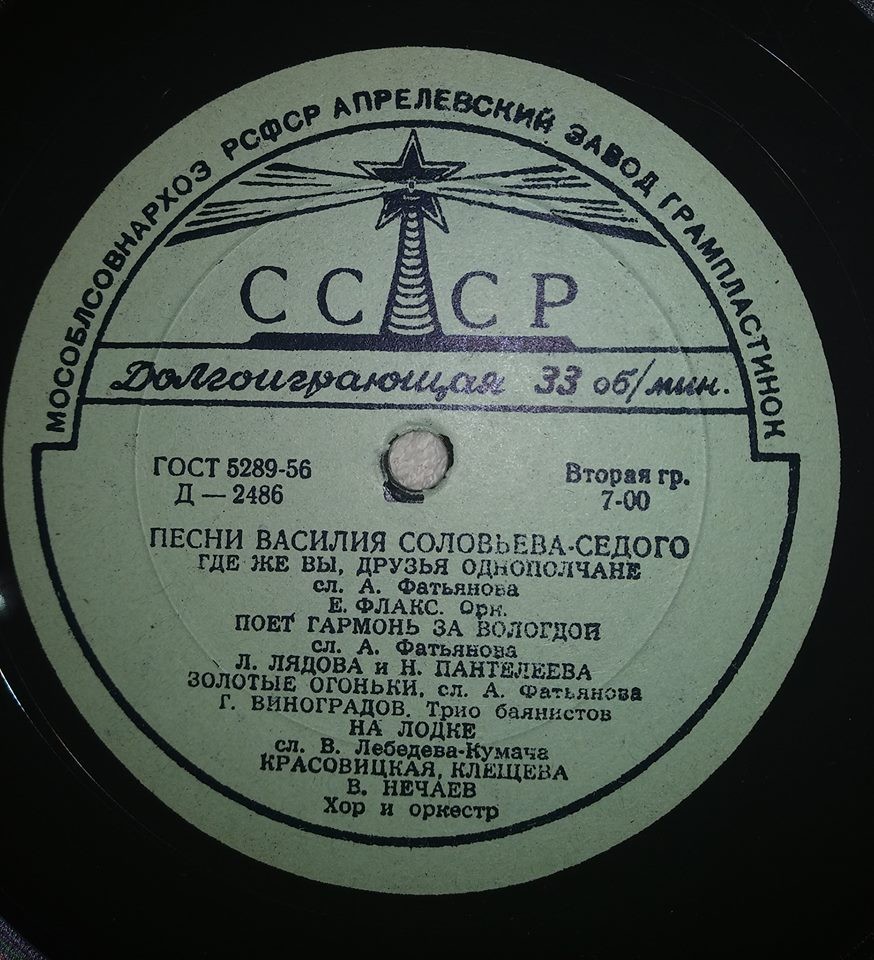 МОСОБЛСОВНАРХОЗ РСФСР АПРЕЛЕВСКИЙ ЗАВОД ГРАМПЛАСТИНОК
СССР
Долгоиграющая 33 об/мин.
ГОСТ 5289-56
Д — 2486
Вторая гр.
7-00
ПЕСНИ ВАСИЛИЯ СОЛОВЬЕВА-СЕДОГО
ГДЕ ЖЕ ВЫ, ДРУЗЬЯ ОДНОПОЛЧАНЕ
сл. А. Фатьянова
Е. ФЛАКС. Орк.
ПОЕТ ГАРМОНЬ ЗА ВОЛОГДОЙ
сл. А. Фатьянова
Л. ЛЯДОВА и Н. ПАНТЕЛЕЕВА
ЗОЛОТЫЕ ОГОНЬКИ, сл. А. Фатьянова
Г. ВИНОГРАДОВ. Трио баянистов
НА ЛОДКЕ
сл. В. Лебедева-Кумача
КРАСОВИЦКАЯ, КЛЕЩЕВА
В. НЕЧАЕВ
Хор и оркестр